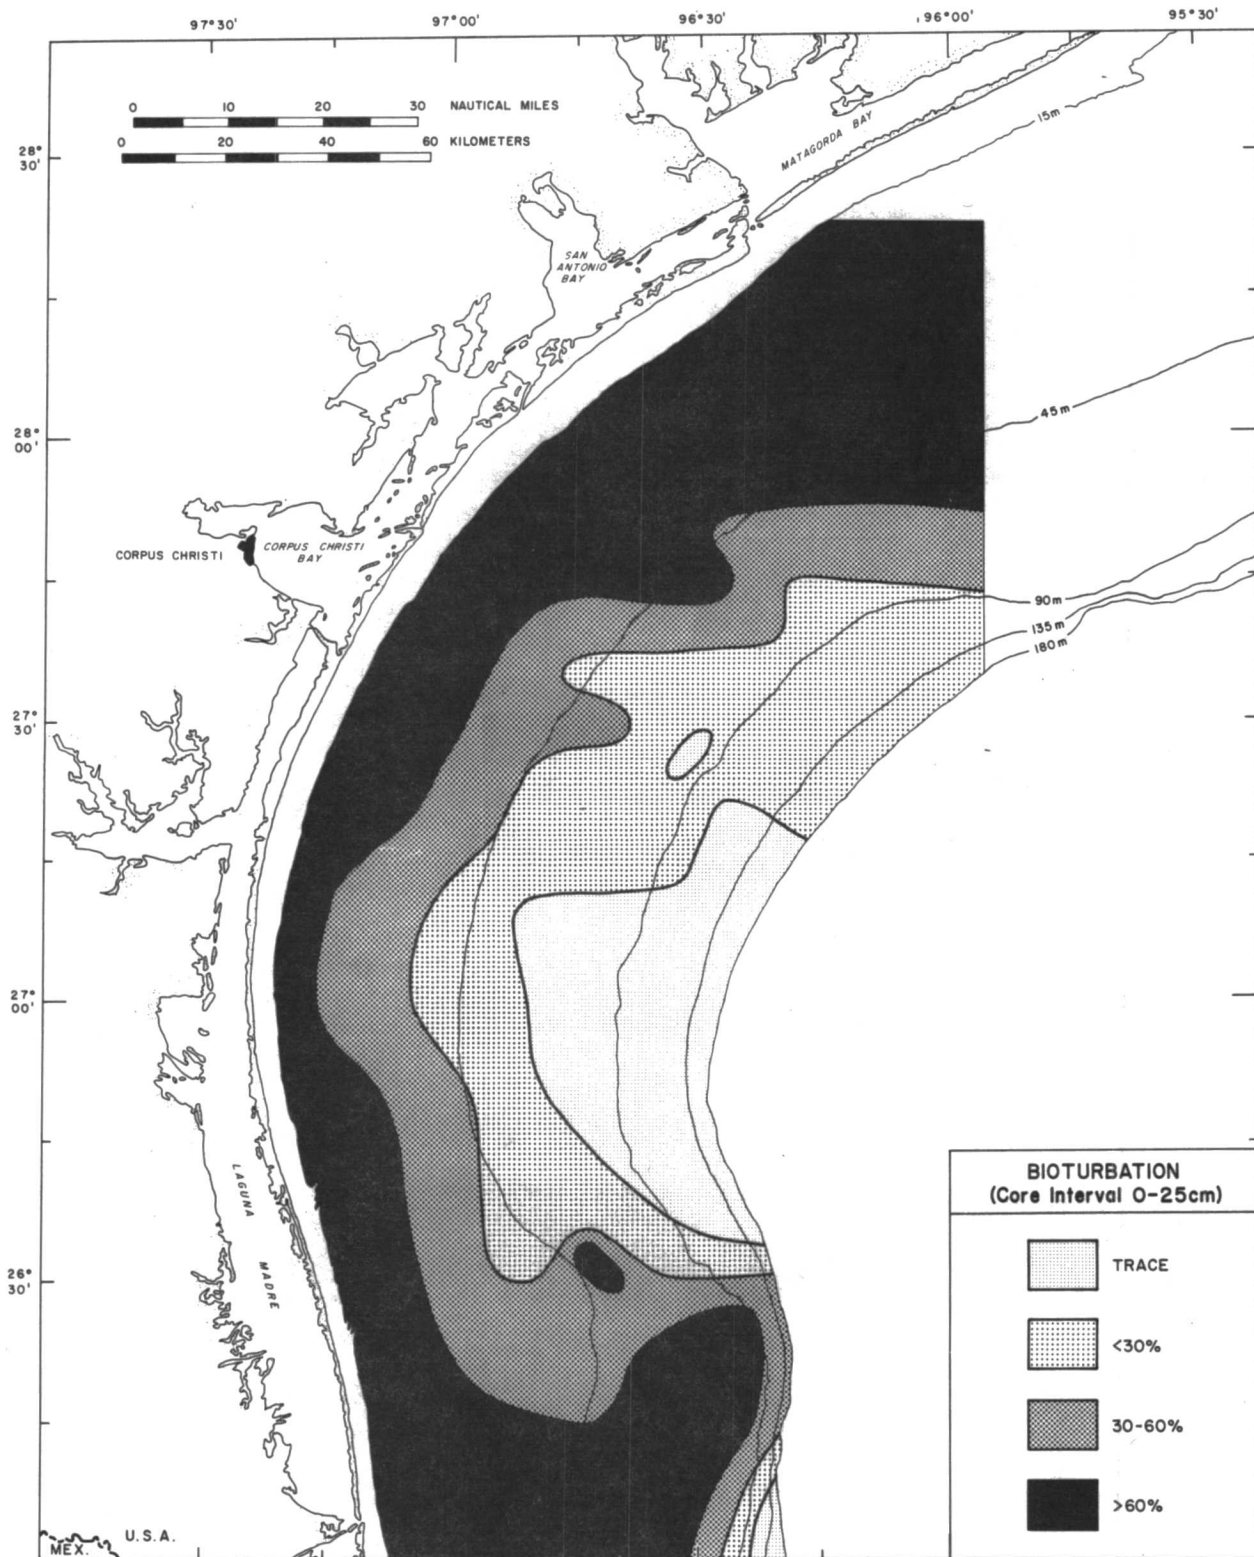 97°30'
97°00'
96°30'
96°00'
95°30'
0 10 20 30 NAUTICAL MILES
0 20 40 60 KILOMETERS
28°
30'
MATAGORDA BAY
15m
SAN
ANTONIO
BAY
45m
28°
00'
CORPUS CHRISTI
CORPUS CHRISTI
BAY
90m
135m
180m
27°
30'
27°
00'
LAGUNA
MADRE
26°
30'
BIOTURBATION
(Core Interval 0-25cm)
TRACE
<30%
30-60%
>60%
U.S.A.
MEX.